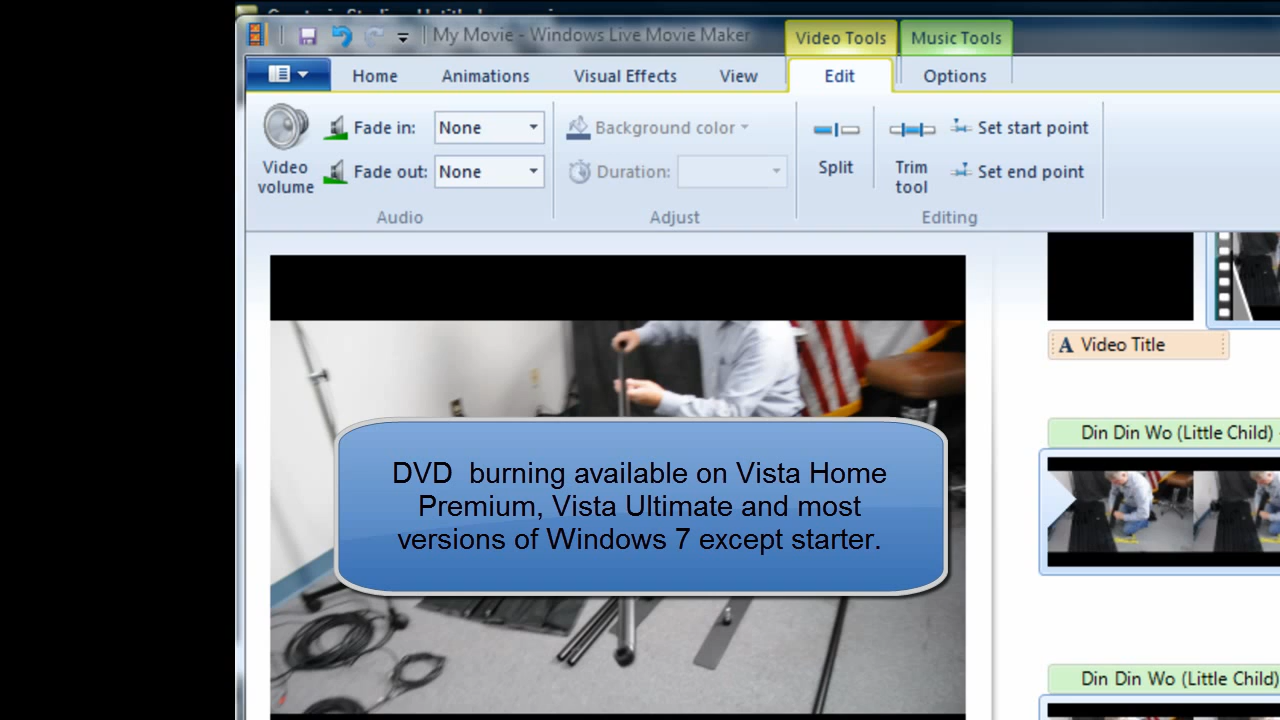 My Movie - Windows Live Movie Maker
Video Tools
Music Tools
Home
Animations
Visual Effects
View
Edit
Options
Fade in:
None
Background color
Set start point
Video
volume
Fade out:
None
Duration:
Split
Trim
tool
Set end point
Audio
Adjust
Editing
A Video Title
Din Din Wo (Little Child)
DVD  burning available on Vista Home
Premium, Vista Ultimate and most
versions of Windows 7 except starter.
Din Din Wo (Little Child)